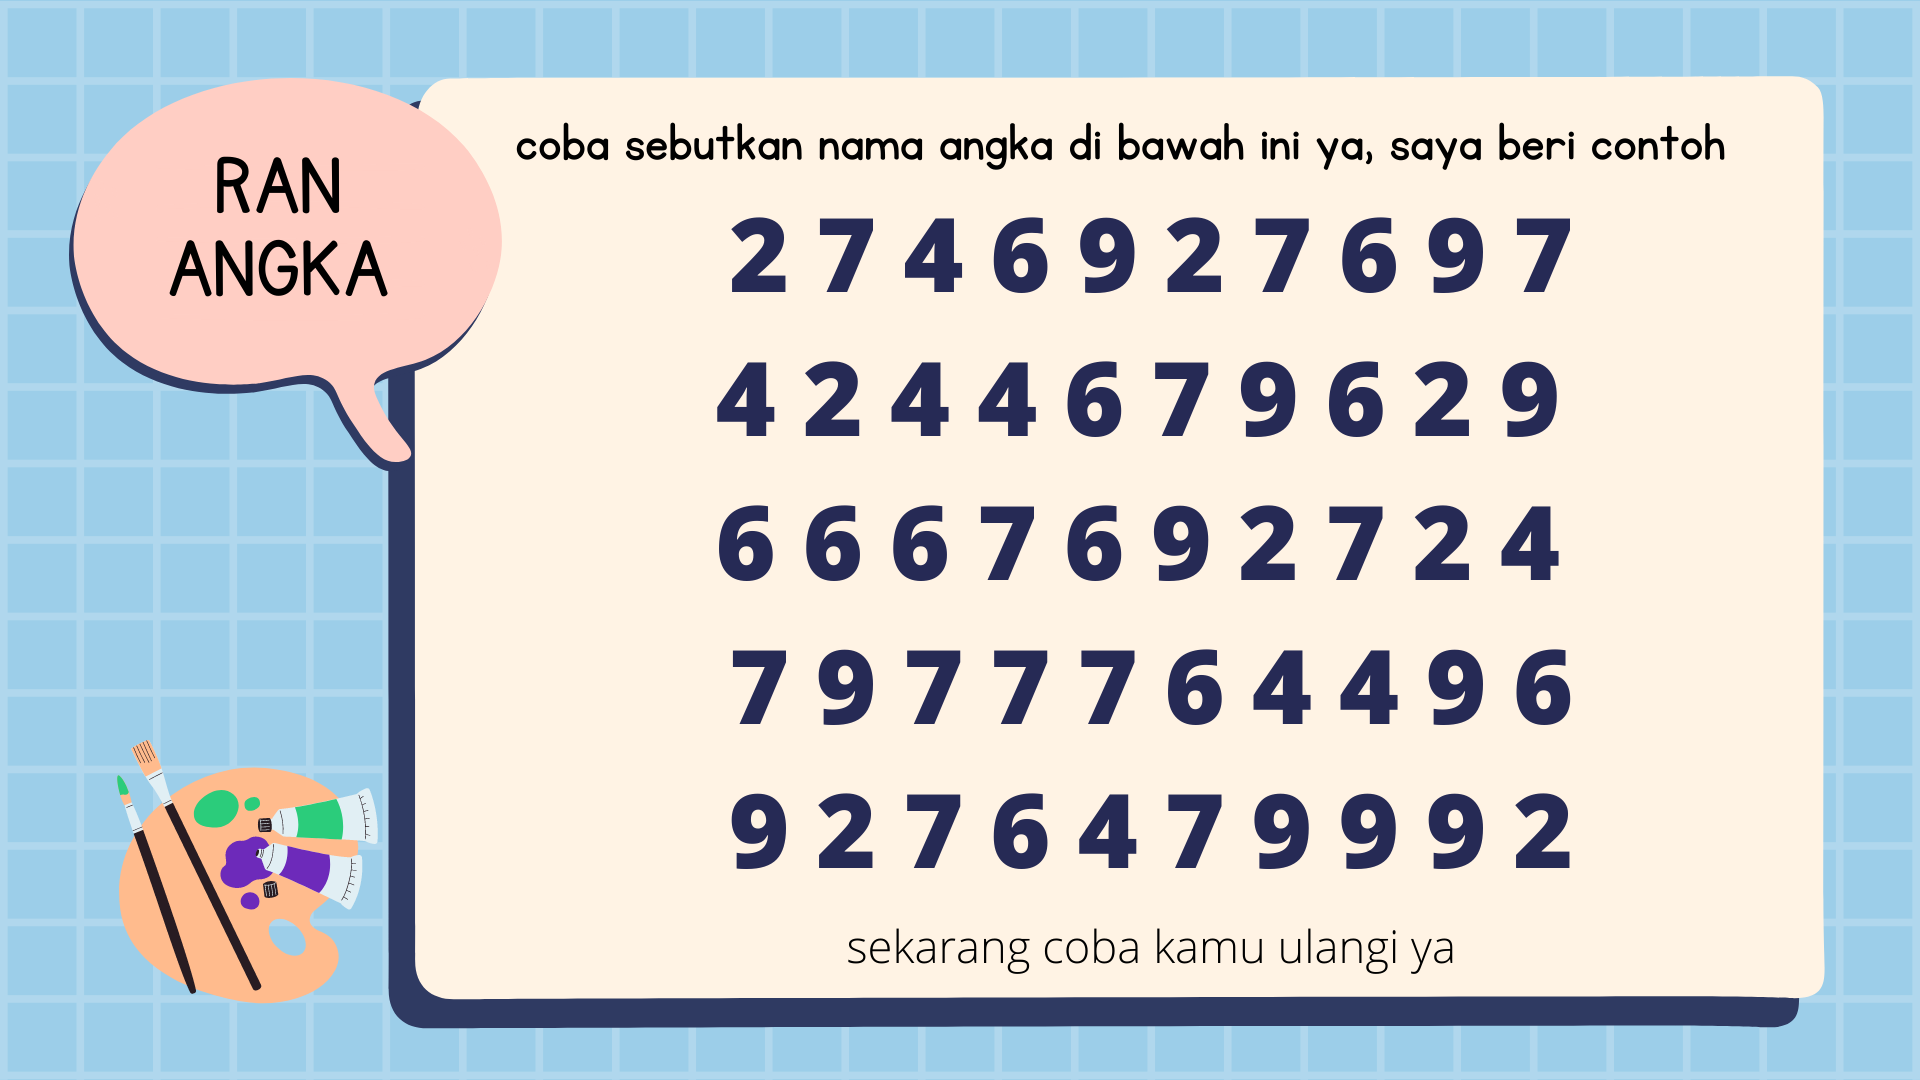 RAN
ANGKA
coba sebutkan nama angka di bawah ini ya, saya beri contoh
2 7 4 6 9 2 7 6 9 7
4 2 4 4 6 7 9 6 2 9
6 6 6 7 6 9 2 7 2 4
7 9 7 7 7 6 4 4 9 6
9 2 7 6 4 7 9 9 9 2
sekarang coba kamu ulangi ya